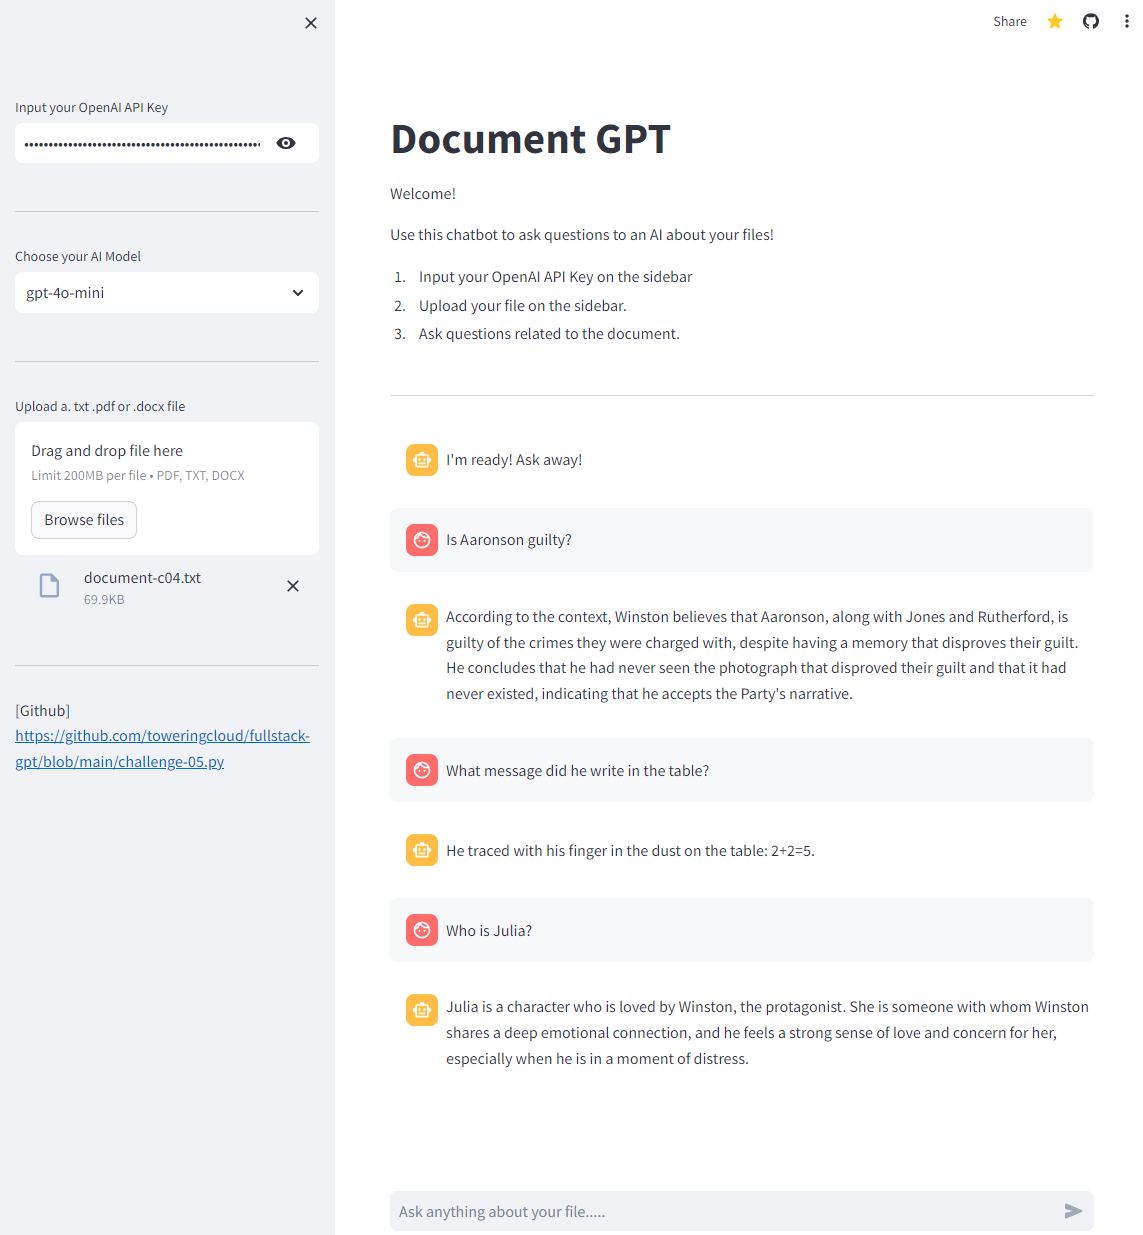 Share
Input your OpenAI API Key
Choose your AI Model
gpt-4o-mini
Upload a. txt .pdf or .docx file
Drag and drop file here
Limit 200MB per file • PDF, TXT, DOCX
Browse files
document-c04.txt
69.9KB
[Github]
https://github.com/toweringcloud/fullstack-
gpt/blob/main/challenge-05.py
Document GPT
Welcome!
Use this chatbot to ask questions to an AI about your files!
1. Input your OpenAI API Key on the sidebar
2. Upload your file on the sidebar.
3. Ask questions related to the document.
I'm ready! Ask away!
Is Aaronson guilty?
According to the context, Winston believes that Aaronson, along with Jones and Rutherford, is
guilty of the crimes they were charged with, despite having a memory that disproves their guilt.
He concludes that he had never seen the photograph that disproved their guilt and that it had
never existed, indicating that he accepts the Party's narrative.
What message did he write in the table?
He traced with his finger in the dust on the table: 2+2=5.
Who is Julia?
Julia is a character who is loved by Winston, the protagonist. She is someone with whom Winston
shares a deep emotional connection, and he feels a strong sense of love and concern for her,
especially when he is in a moment of distress.
Ask anything about your file.....